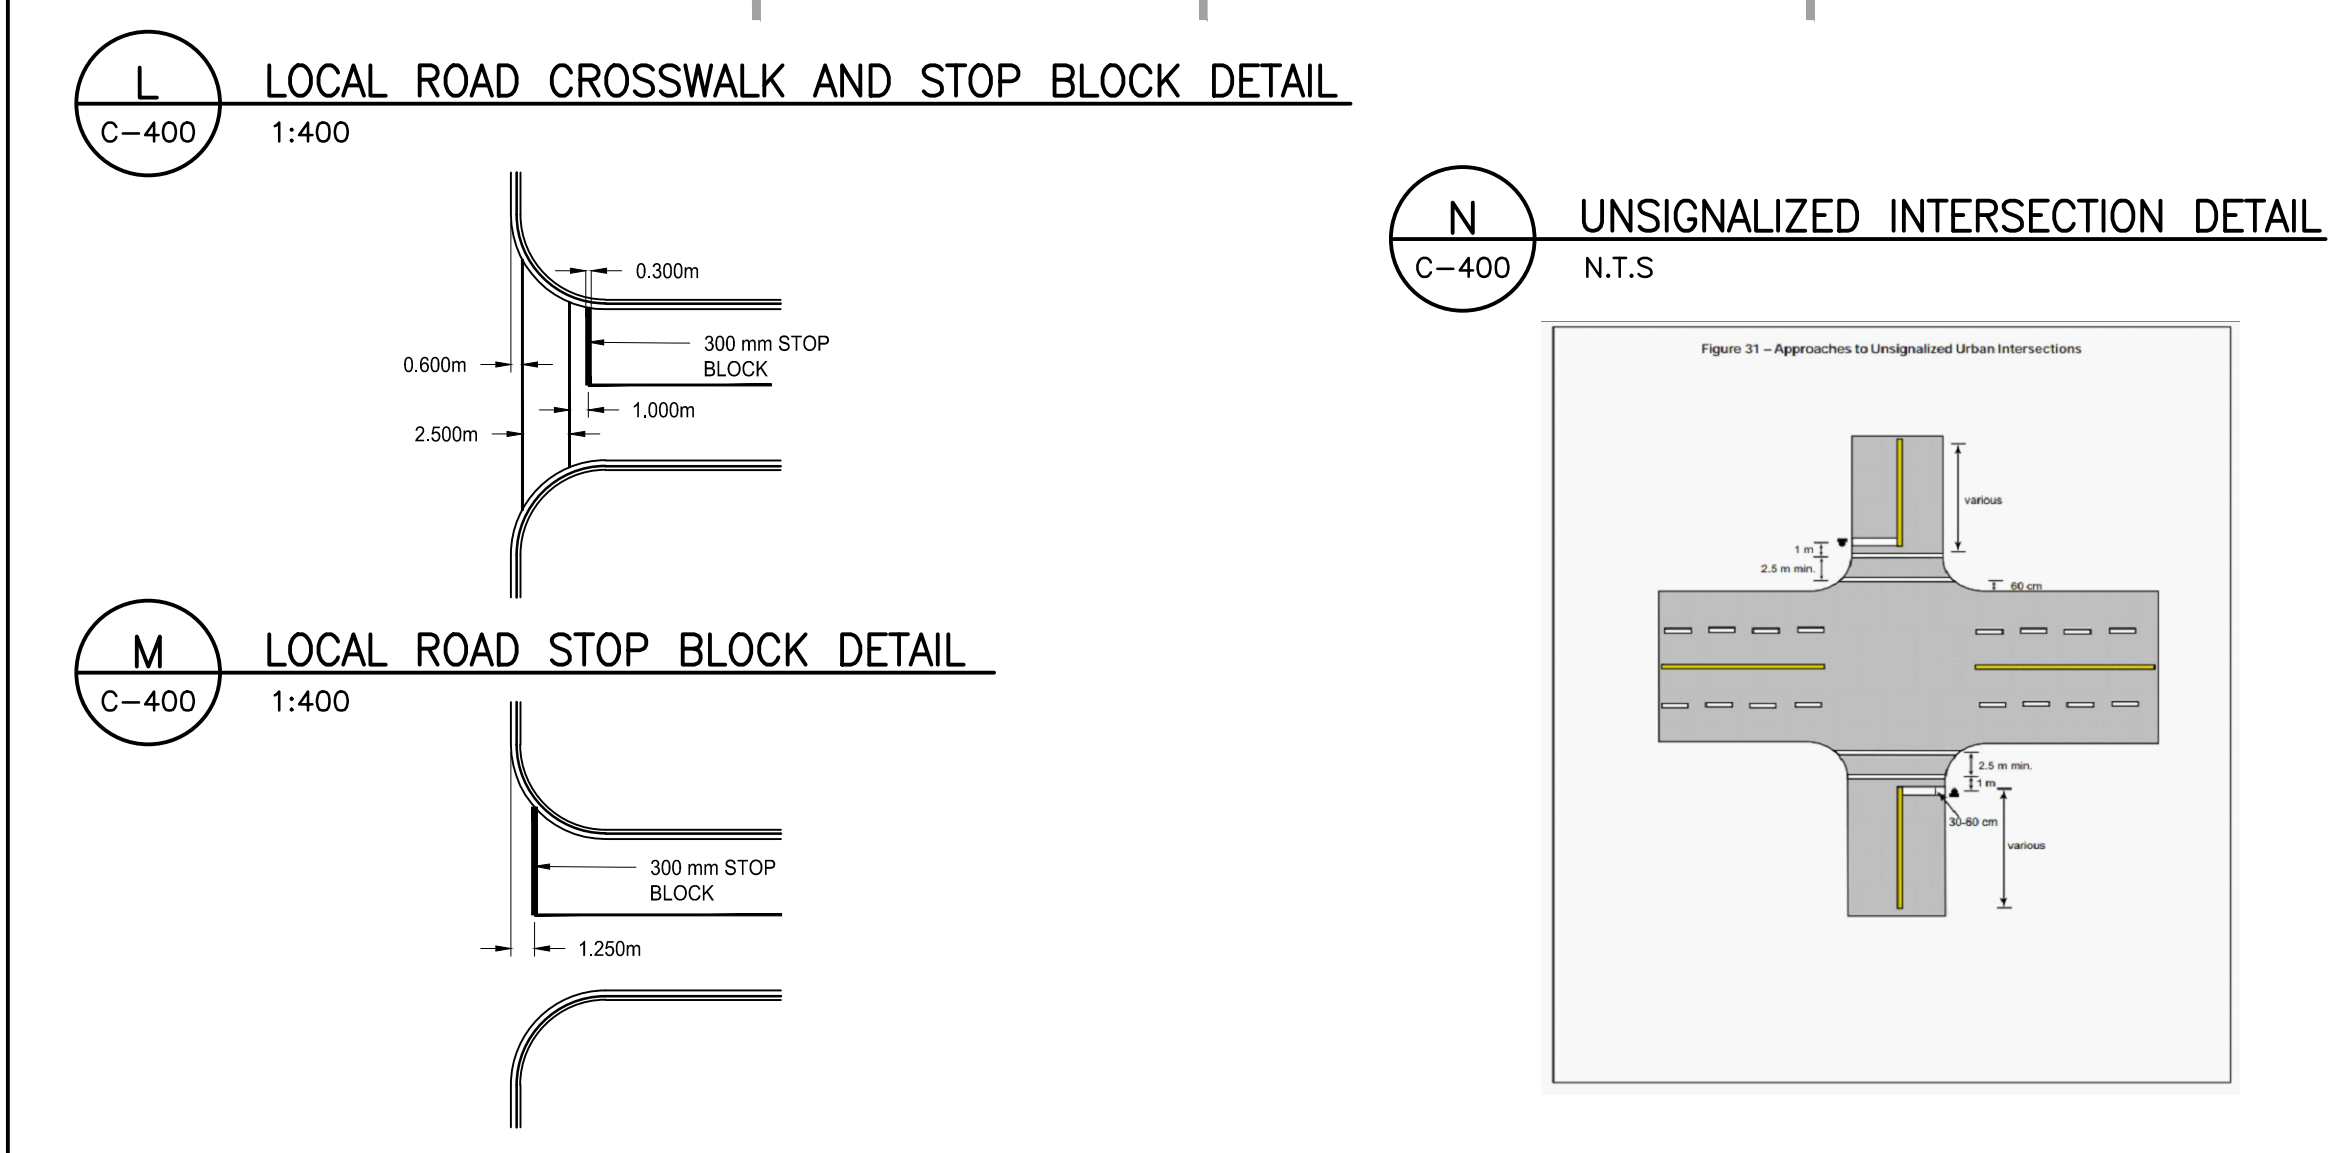 L
C-400
LOCAL ROAD CROSSWALK AND STOP BLOCK DETAIL
1:400
0.300m
300 mm STOP
BLOCK
0.600m
1.000m
2.500m
M
C-400
LOCAL ROAD STOP BLOCK DETAIL
1:400
300 mm STOP
BLOCK
1.250m
N
C-400
UNSIGNALIZED INTERSECTION DETAIL
N.T.S
Figure 31 – Approaches to Unsignalized Urban Intersections
various
1 m
2.5 m min.
60 cm
2.5 m min.
1 m
30-60 cm
various